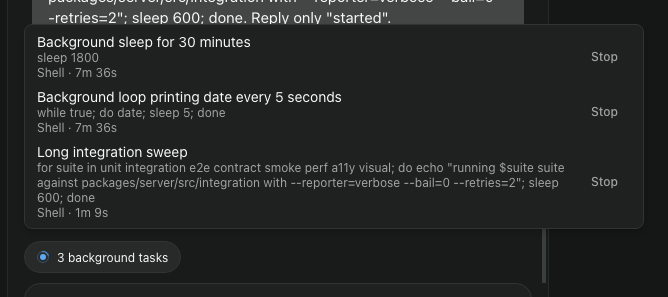 packages/server/src/integration with --reporter=verbose --bail=0
-retries=2"; sleep 600; done. Reply only "started".
Background sleep for 30 minutes
sleep 1800
Shell · 7m 36s
Stop
Background loop printing date every 5 seconds
while true; do date; sleep 5; done
Shell · 7m 36s
Stop
Long integration sweep
for suite in unit integration e2e contract smoke perf a11y visual; do echo "running $suite suite
against packages/server/src/integration with --reporter=verbose --bail=0 --retries=2"; sleep
600; done
Shell · 1m 9s
Stop
3 background tasks